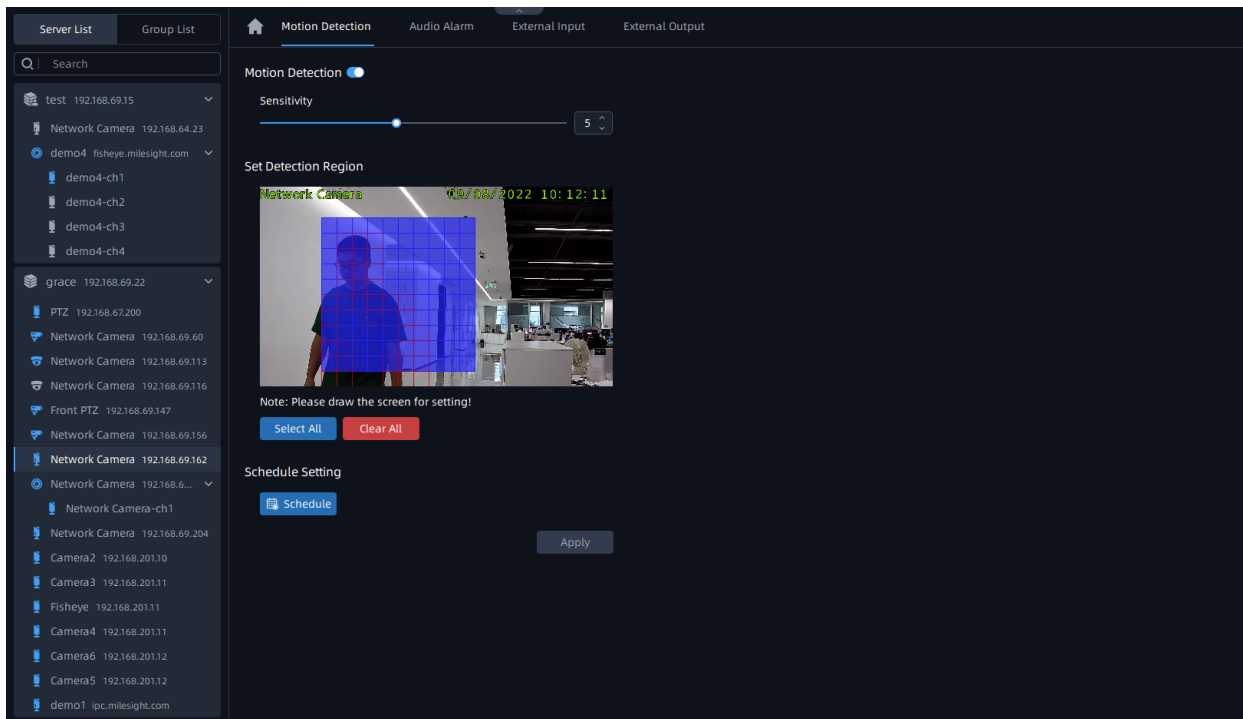 Server List
Group List
Search
test 192.168.69.15
Network Camera 192.168.64.23
demo4 fisheye.milesight.com
demo4-ch1
demo4-ch2
demo4-ch3
demo4-ch4
grace 192.168.69.22
PTZ 192.168.67.200
Network Camera 192.168.69.60
Network Camera 192.168.69.113
Network Camera 192.168.69.116
Front PTZ 192.168.69.147
Network Camera 192.168.69.156
Network Camera 192.168.69.162
Network Camera 192.168.6...
Network Camera-ch1
Network Camera 192.168.69.204
Camera2 192.168.201.10
Camera3 192.168.201.11
Fisheye 192.168.201.11
Camera4 192.168.201.11
Camera6 192.168.201.12
Camera5 192.168.201.12
demo1 ipc.milesight.com
Motion Detection
Audio Alarm
External Input
External Output
Motion Detection
Sensitivity
5
Set Detection Region
Network Camera
09/08/2022 10:12:11
Note: Please draw the screen for setting!
Select All
Clear All
Schedule Setting
Schedule
Apply